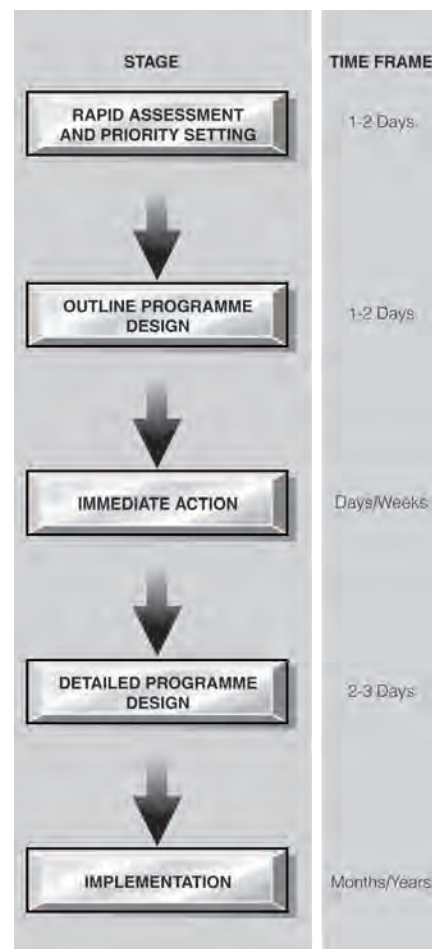 STAGE
TIME FRAME
RAPID ASSESSMENT
AND PRIORITY SETTING
1-2 Days
OUTLINE PROGRAMME
DESIGN
1-2 Days
IMMEDIATE ACTION
Days/Weeks
DETAILED PROGRAMME
DESIGN
2-3 Days
IMPLEMENTATION
Months/Years